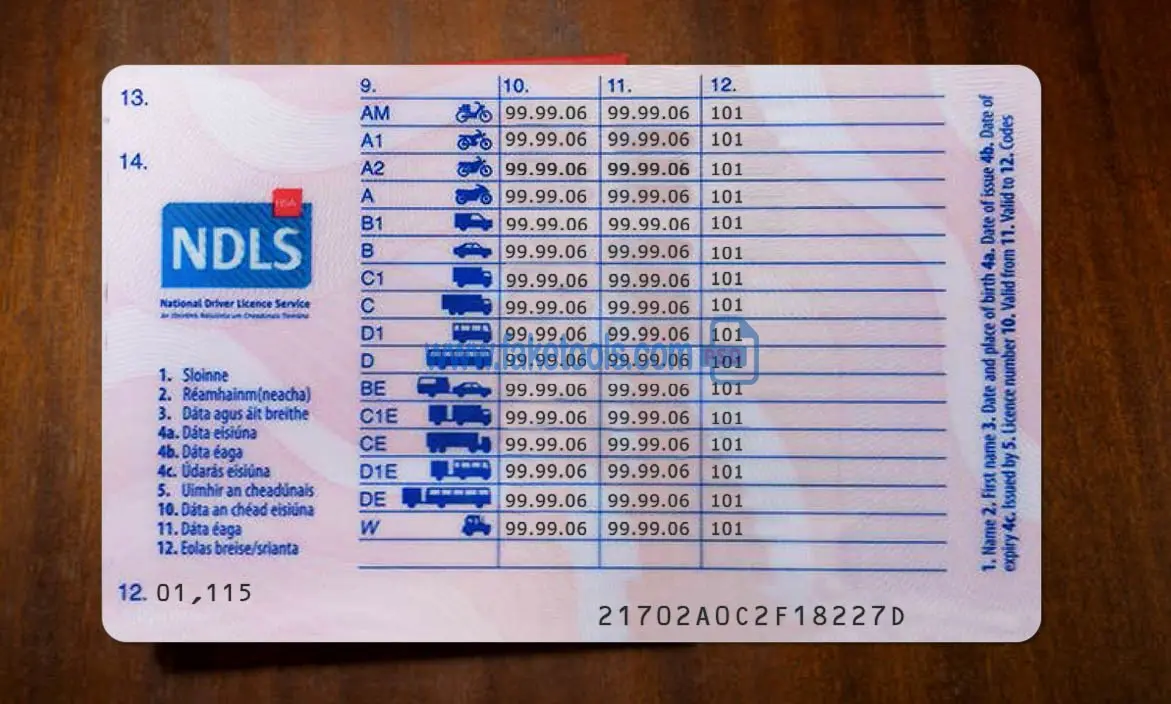 13.
14.
RSA
NDLS
National Driver Licence Service
1. Sloinne
2. Réamhainm(neacha)
3. Dáta agus áit breithe
4a. Dáta eisiúna
4b. Dáta éaga
4c. Údarás eisiúna
5. Uimhir an cheadúnais
10. Dáta an chéad eisiúna
11. Dáta éaga
12. Eolas breise/srianta
12. 01,115
9. 10. 11. 12.
AM 99.99.06 99.99.06 101
A1 99.99.06 99.99.06 101
A2 99.99.06 99.99.06 101
A 99.99.06 99.99.06 101
B1 99.99.06 99.99.06 101
B 99.99.06 99.99.06 101
C1 99.99.06 99.99.06 101
C 99.99.06 99.99.06 101
D1 99.99.06 99.99.06 101
D 99.99.06 99.99.06 101
BE 99.99.06 99.99.06 101
C1E 99.99.06 99.99.06 101
CE 99.99.06 99.99.06 101
D1E 99.99.06 99.99.06 101
DE 99.99.06 99.99.06 101
W 99.99.06 99.99.06 101
21702A0C2F18227D
1. Name 2. First name 3. Date and place of birth 4a. Date of issue 4b. Date of
expiry 4c. Issued by 5. Licence number 10. Valid from 11. Valid to 12. Codes